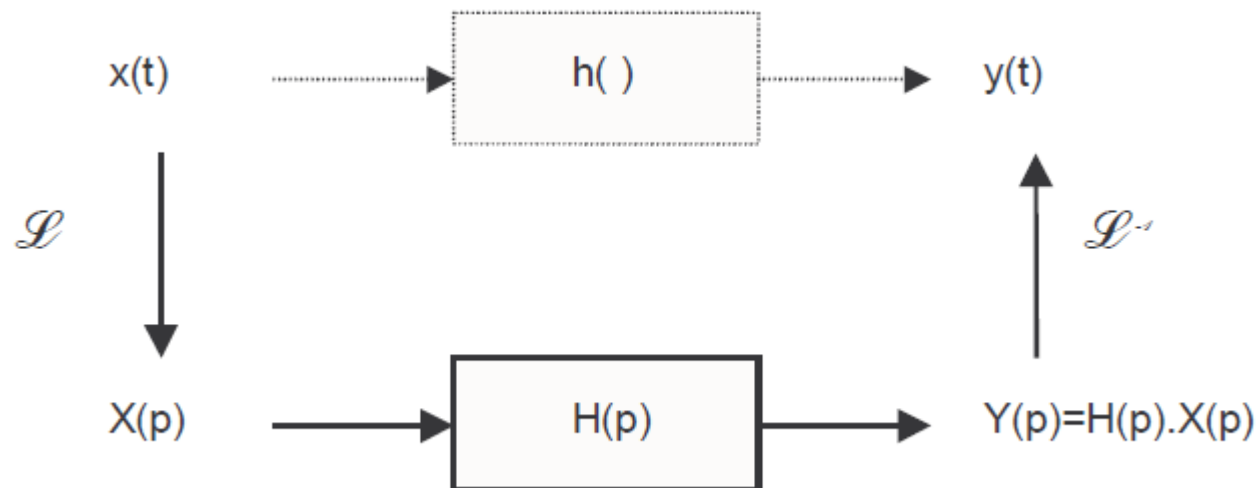 x(t) h( ) y(t)
ℒ ℒ⁻¹
X(p) H(p) Y(p)=H(p).X(p)